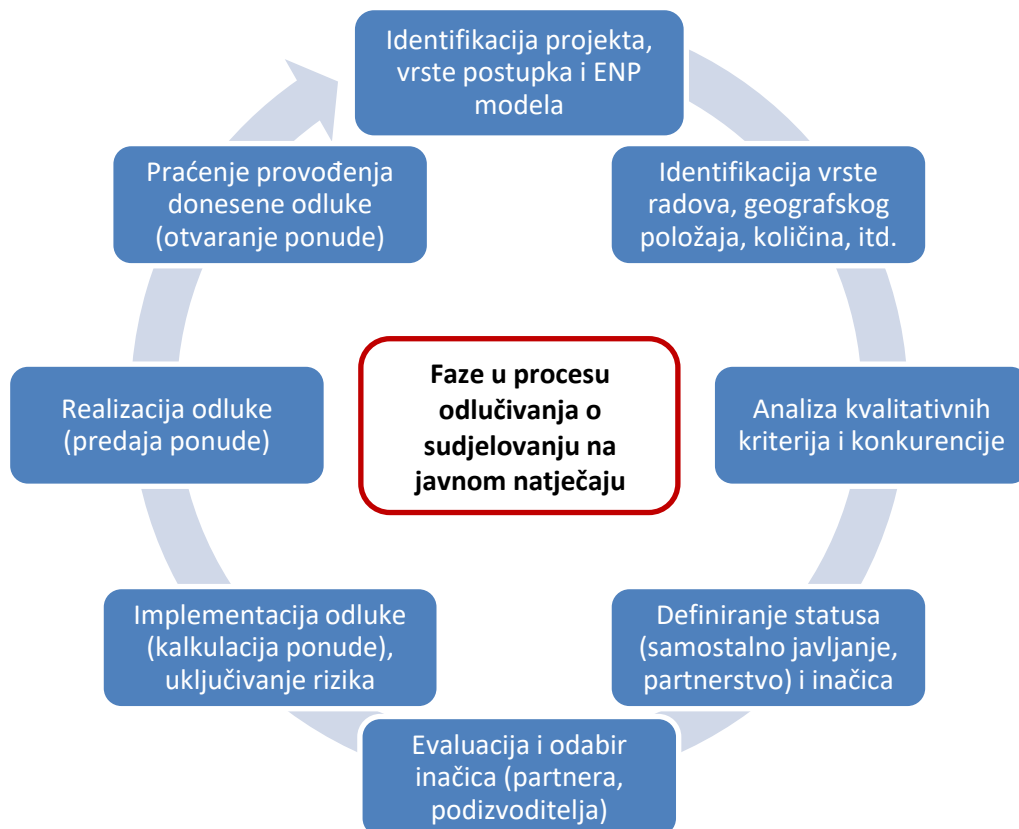 Identifikacija projekta,
vrste postupka i ENP
modela
Identifikacija vrste
radova, geografskog
položaja, količina, itd.
Analiza kvalitativnih
kriterija i konkurencije
Definiranje statusa
(samostalno javljanje,
partnerstvo) i inačica
Evaluacija i odabir
inačica (partnera,
podizvoditelja)
Implementacija odluke
(kalkulacija ponude),
uključivanje rizika
Realizacija odluke
(predaja ponude)
Praćenje provođenja
donesene odluke
(otvaranje ponude)
Faze u procesu
odlučivanja o
sudjelovanju na
javnom natječaju